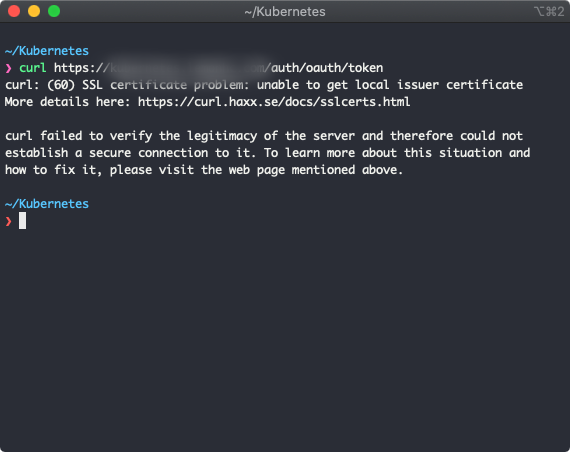 ~/Kubernetes
⌥⌘2
~/Kubernetes
❯ curl https:///auth/oauth/token
curl: (60) SSL certificate problem: unable to get local issuer certificate
More details here: https://curl.haxx.se/docs/sslcerts.html
curl failed to verify the legitimacy of the server and therefore could not
establish a secure connection to it. To learn more about this situation and
how to fix it, please visit the web page mentioned above.
~/Kubernetes
❯